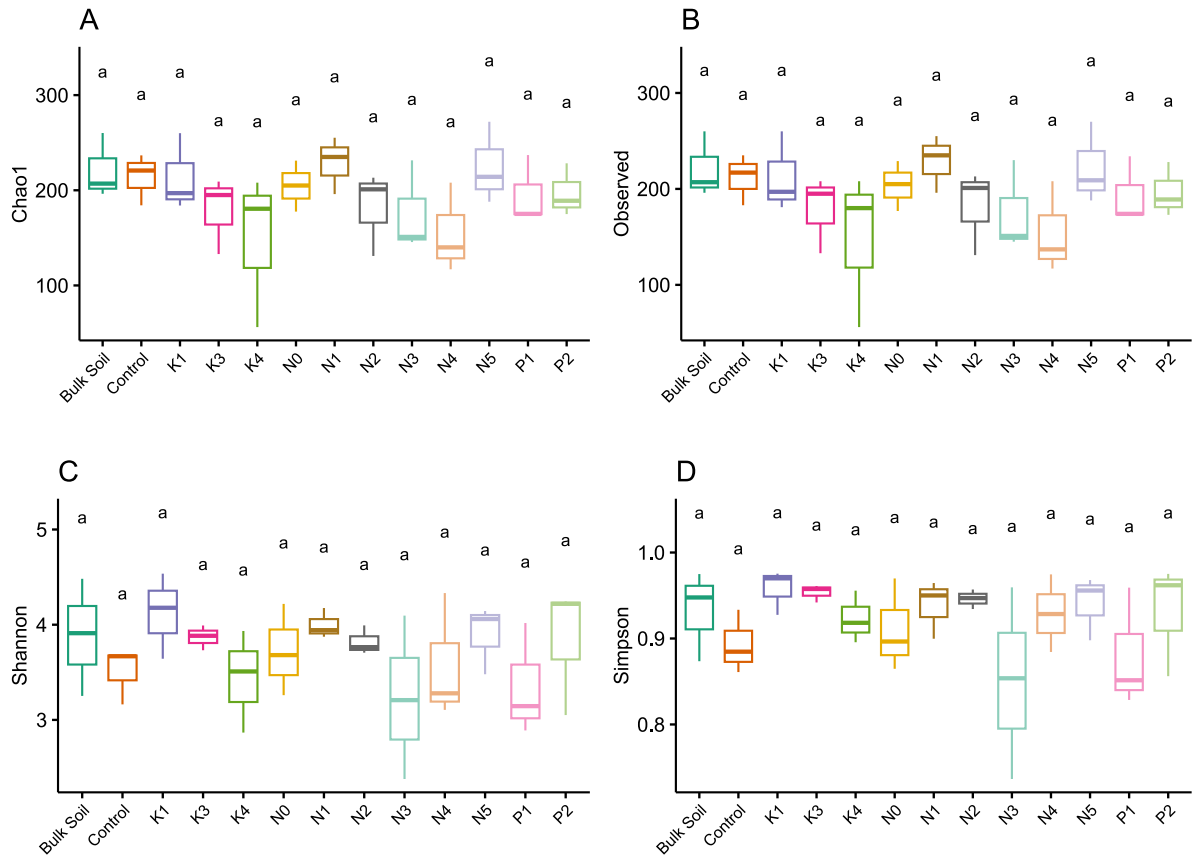 A
B
a a a a a a a a a a a a a
a a a a a a a a a a a a a
Chao1
300
200
100
Observed
300
200
100
Bulk Soil Control K1 K3 K4 N0 N1 N2 N3 N4 N5 P1 P2
Bulk Soil Control K1 K3 K4 N0 N1 N2 N3 N4 N5 P1 P2
C
D
a a a a a a a a a a a a a
a a a a a a a a a a a a a
Shannon
5
4
3
Simpson
1.0
0.9
0.8
Bulk Soil Control K1 K3 K4 N0 N1 N2 N3 N4 N5 P1 P2
Bulk Soil Control K1 K3 K4 N0 N1 N2 N3 N4 N5 P1 P2